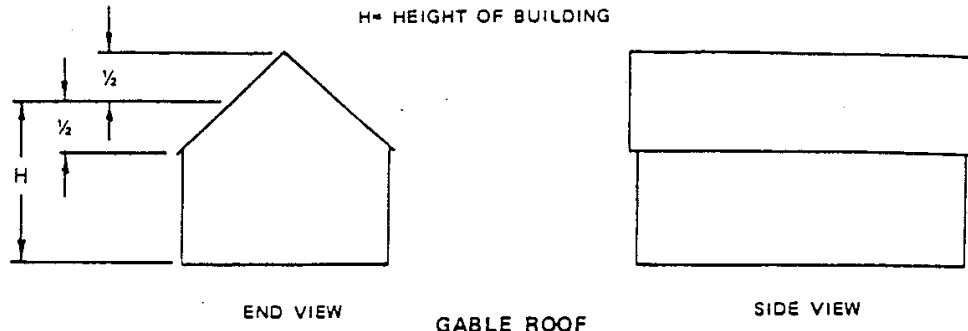 H= HEIGHT OF BUILDING
½
½
H
END VIEW
SIDE VIEW
GABLE ROOF